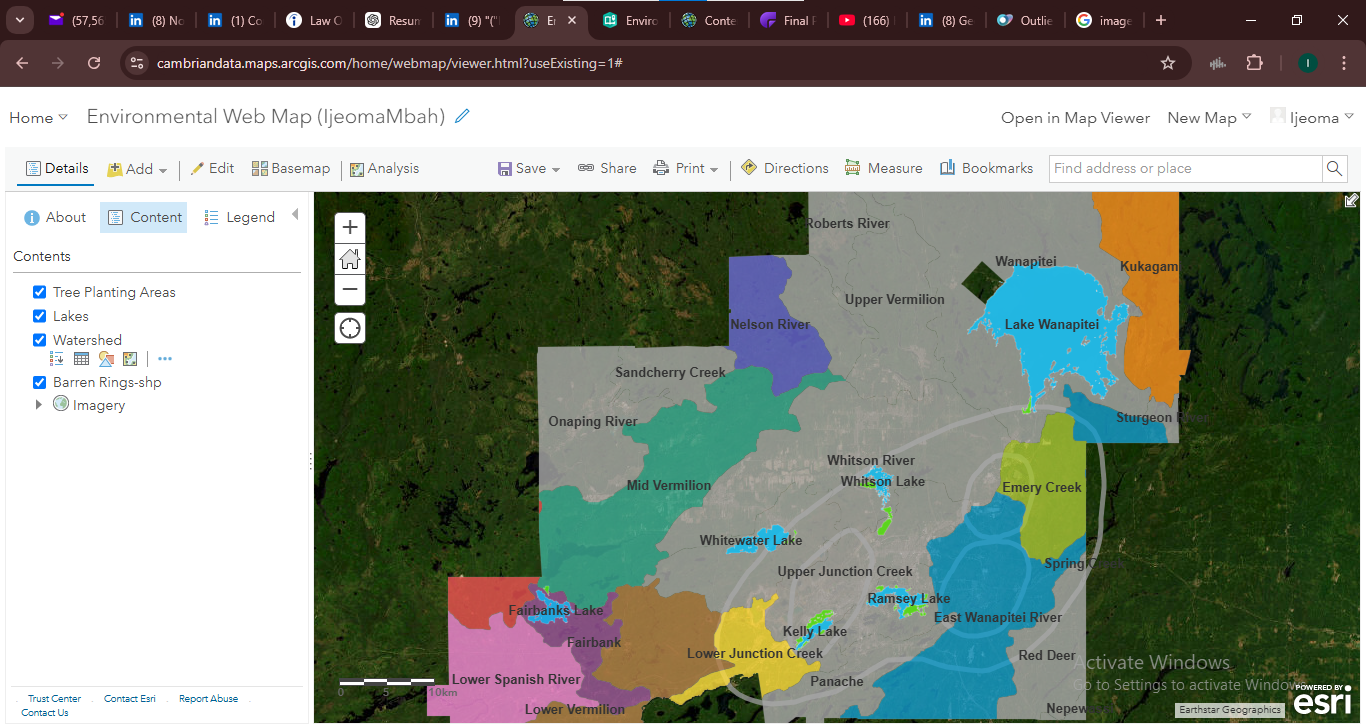 (57,56
(8) No
(1) Co
Law O
Resum
(9) "("
En
Enviro
Conte
Final F
(166)
(8) Ge
Outlie
image
cambriandata.maps.arcgis.com/home/webmap/viewer.html?useExisting=1#
I
Home
Environmental Web Map (IjeomaMbah)
Open in Map Viewer
New Map
Ijeoma
Details
Add
Edit
Basemap
Analysis
Save
Share
Print
Directions
Measure
Bookmarks
Find address or place
About
Content
Legend
Contents
Tree Planting Areas
Lakes
Watershed
Barren Rings-shp
Imagery
Trust Center
Contact Esri
Report Abuse
Contact Us
Roberts River
Wanapitei
Kukagam
Upper Vermilion
Nelson River
Lake Wanapitei
Sandcherry Creek
Onaping River
Sturgeon River
Whitson River
Whitson Lake
Mid Vermilion
Emery Creek
Whitewater Lake
Upper Junction Creek
Spring Creek
Ramsey Lake
Fairbanks Lake
East Wanapitei River
Kelly Lake
Fairbank
Lower Junction Creek
Red Deer
Lower Spanish River
Panache
Lower Vermilion
Nepew
0 5 10km
Activate Windows
Go to Settings to activate Windows
POWERED BY
esri
Earthstar Geographics